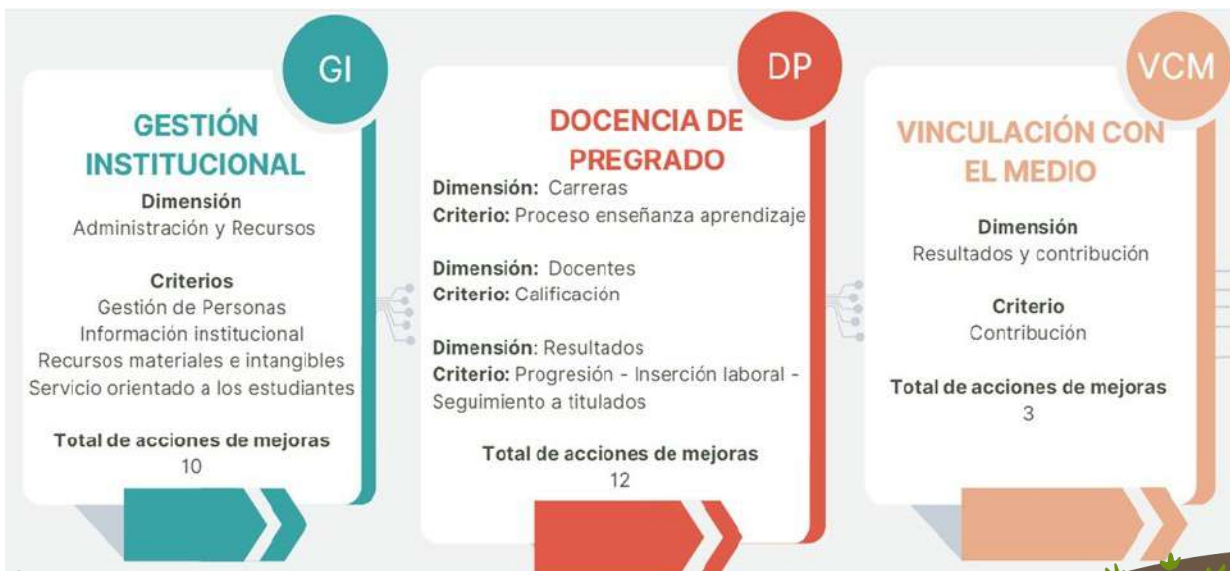 GI
GESTIÓN
INSTITUCIONAL
Dimensión
Administración y Recursos
Criterios
Gestión de Personas
Información institucional
Recursos materiales e intangibles
Servicio orientado a los estudiantes
Total de acciones de mejoras
10
DP
DOCENCIA DE
PREGRADO
Dimensión: Carreras
Criterio: Proceso enseñanza aprendizaje
Dimensión: Docentes
Criterio: Calificación
Dimensión: Resultados
Criterio: Progresión - Inserción laboral -
Seguimiento a titulados
Total de acciones de mejoras
12
VCM
VINCULACIÓN CON
EL MEDIO
Dimensión
Resultados y contribución
Criterio
Contribución
Total de acciones de mejoras
3